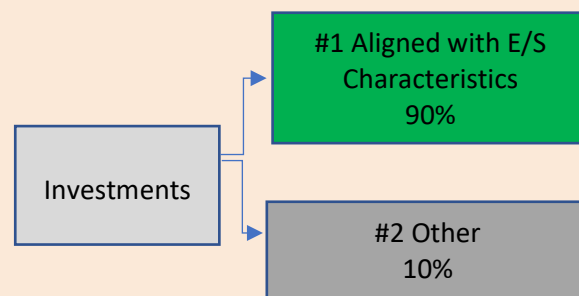 #1 Aligned with E/S
Characteristics
90%
Investments
#2 Other
10%